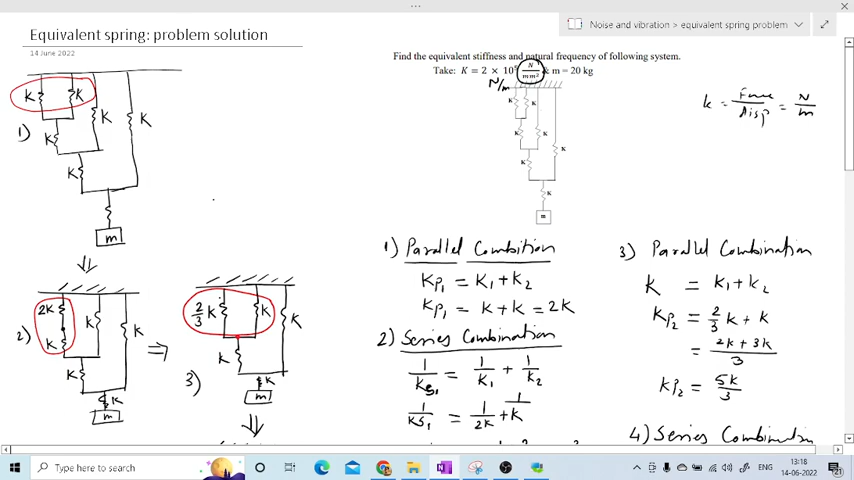 Noise and vibration > equivalent spring problem
Equivalent spring: problem solution
14 June 2022
Find the equivalent stiffness and natural frequency of following system.
Take: K = 2 × 10⁵ N/mm² & m = 20 kg
N/m
K
K
K
K
K
K
m
k = Force/disp = N/m
K
K
K
K
1)
K
K
m
1) Parallel Combition
KP1 = K1 + K2
KP1 = K + K = 2K
2) Series Combination
1/KS1 = 1/K1 + 1/K2
1/KS1 = 1/2K + 1/K
3) Parallel Combination
K = K1 + K2
KP2 = 2/3 K + K
= 2K + 3K/3
KP2 = 5K/3
4) Series Combination
2K
K
K
K
2)
K
K
m
2/3 K
K
K
K
3)
K
m
Type here to search
ENG
13:18
14-06-2022
21